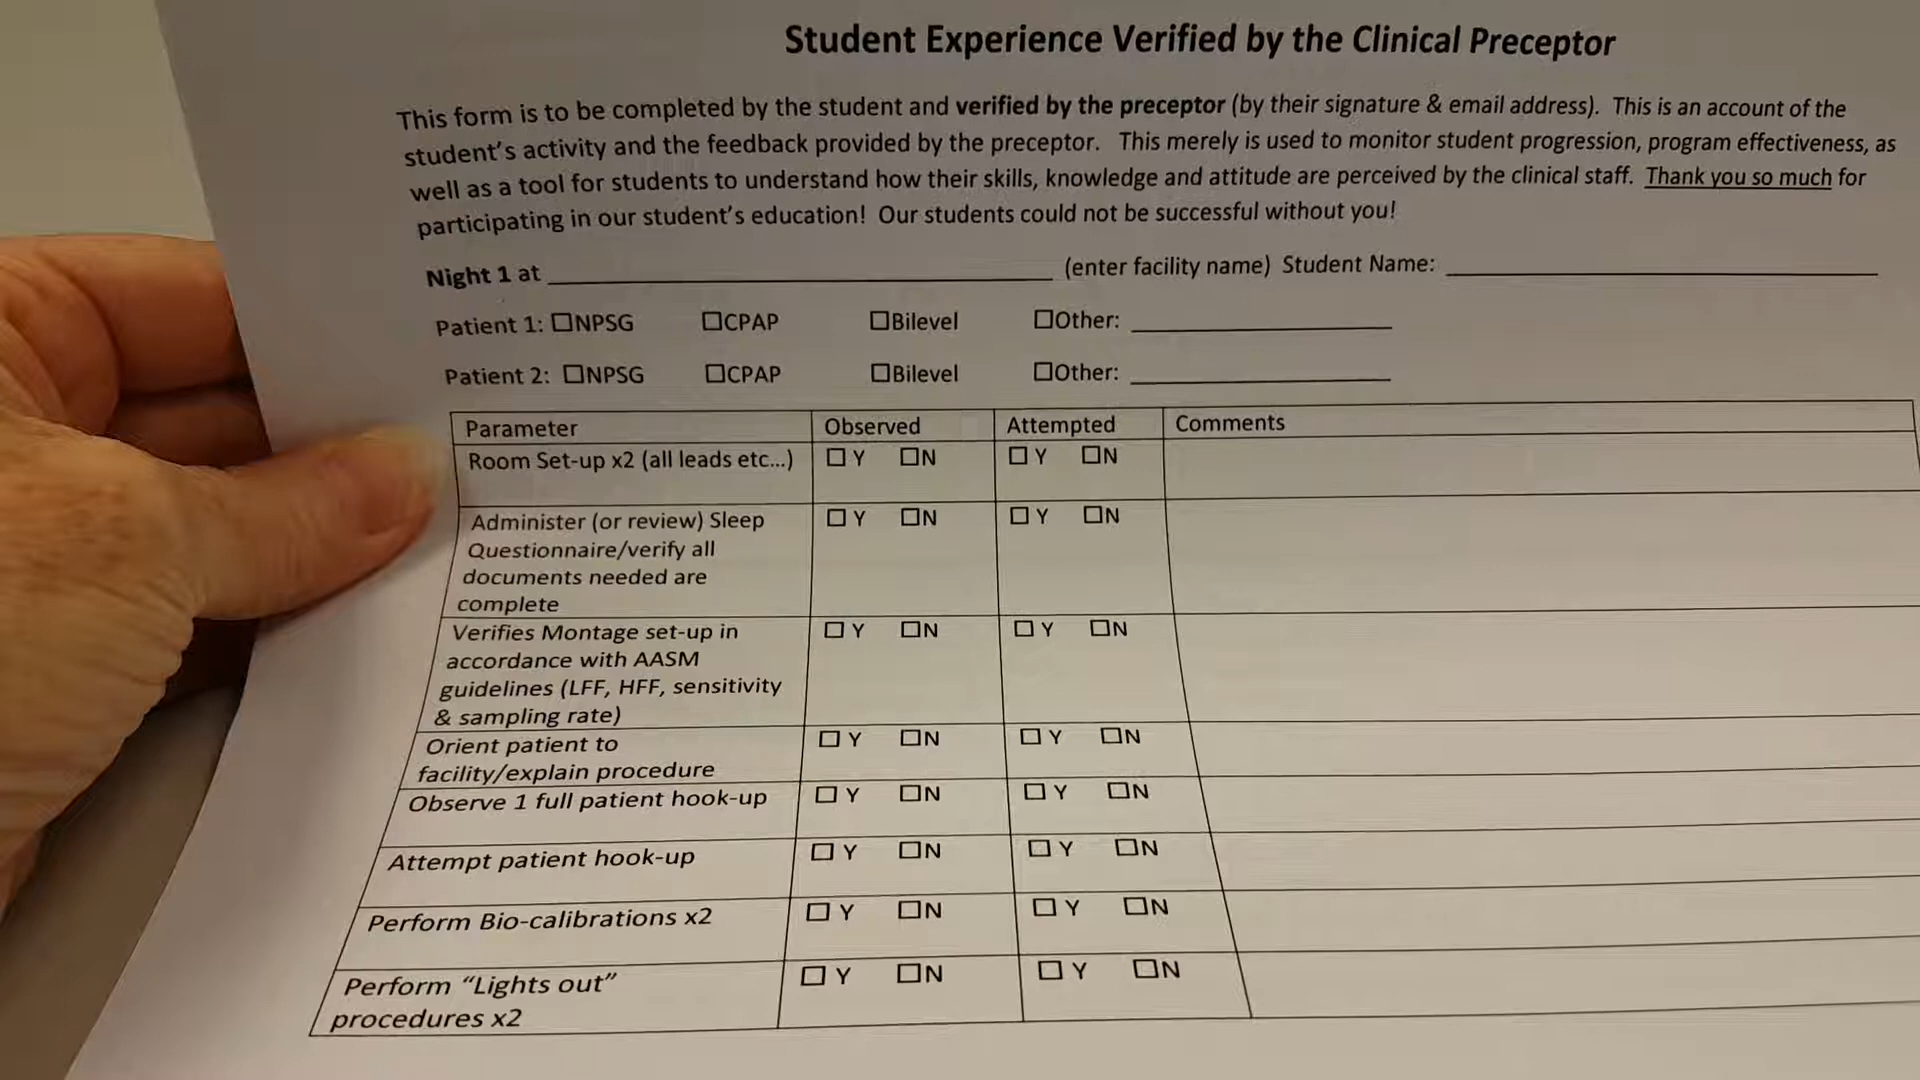 Student Experience Verified by the Clinical Preceptor
This form is to be completed by the student and verified by the preceptor (by their signature & email address). This is an account of the
student's activity and the feedback provided by the preceptor. This merely is used to monitor student progression, program effectiveness, as
well as a tool for students to understand how their skills, knowledge and attitude are perceived by the clinical staff. Thank you so much for
participating in our student's education! Our students could not be successful without you!
Night 1 at ____________________ (enter facility name) Student Name: ____________________
Patient 1: ☐NPSG ☐CPAP ☐Bilevel ☐Other: ____________________
Patient 2: ☐NPSG ☐CPAP ☐Bilevel ☐Other: ____________________
Parameter Observed Attempted Comments
Room Set-up x2 (all leads etc...) ☐ Y ☐N ☐ Y ☐N
Administer (or review) Sleep ☐ Y ☐N ☐ Y ☐N
Questionnaire/verify all
documents needed are
complete
Verifies Montage set-up in ☐ Y ☐N ☐ Y ☐N
accordance with AASM
guidelines (LFF, HFF, sensitivity
& sampling rate)
Orient patient to ☐ Y ☐N ☐ Y ☐N
facility/explain procedure
Observe 1 full patient hook-up ☐ Y ☐N ☐ Y ☐N
Attempt patient hook-up ☐ Y ☐N ☐ Y ☐N
Perform Bio-calibrations x2 ☐ Y ☐N ☐ Y ☐N
Perform "Lights out" ☐ Y ☐N ☐ Y ☐N
procedures x2